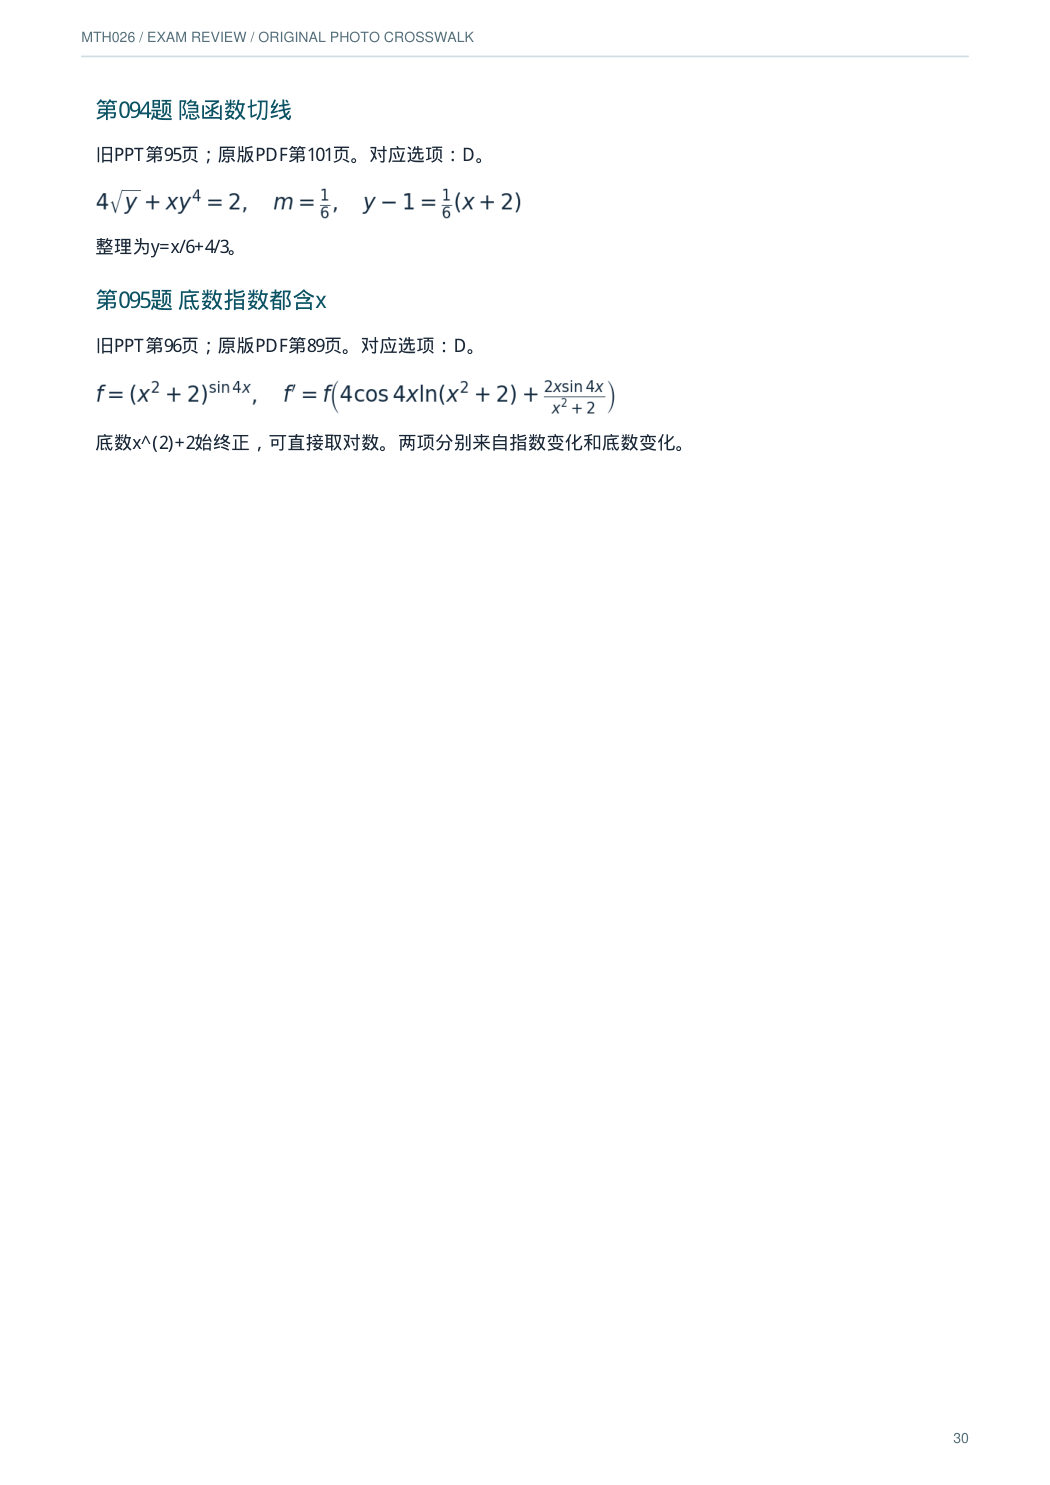 MTH026 / EXAM REVIEW / ORIGINAL PHOTO CROSSWALK
第094题 隐函数切线
旧PPT第95页；原版PDF第101页。对应选项：D。
4√y + xy⁴ = 2, m = 1/6, y − 1 = 1/6(x + 2)
整理为y=x/6+4/3。
第095题 底数指数都含x
旧PPT第96页；原版PDF第89页。对应选项：D。
f = (x² + 2)^{sin 4x}, f′ = f(4cos 4x ln(x² + 2) + 2x sin 4x/(x² + 2))
底数x^(2)+2始终正，可直接取对数。两项分别来自指数变化和底数变化。
30